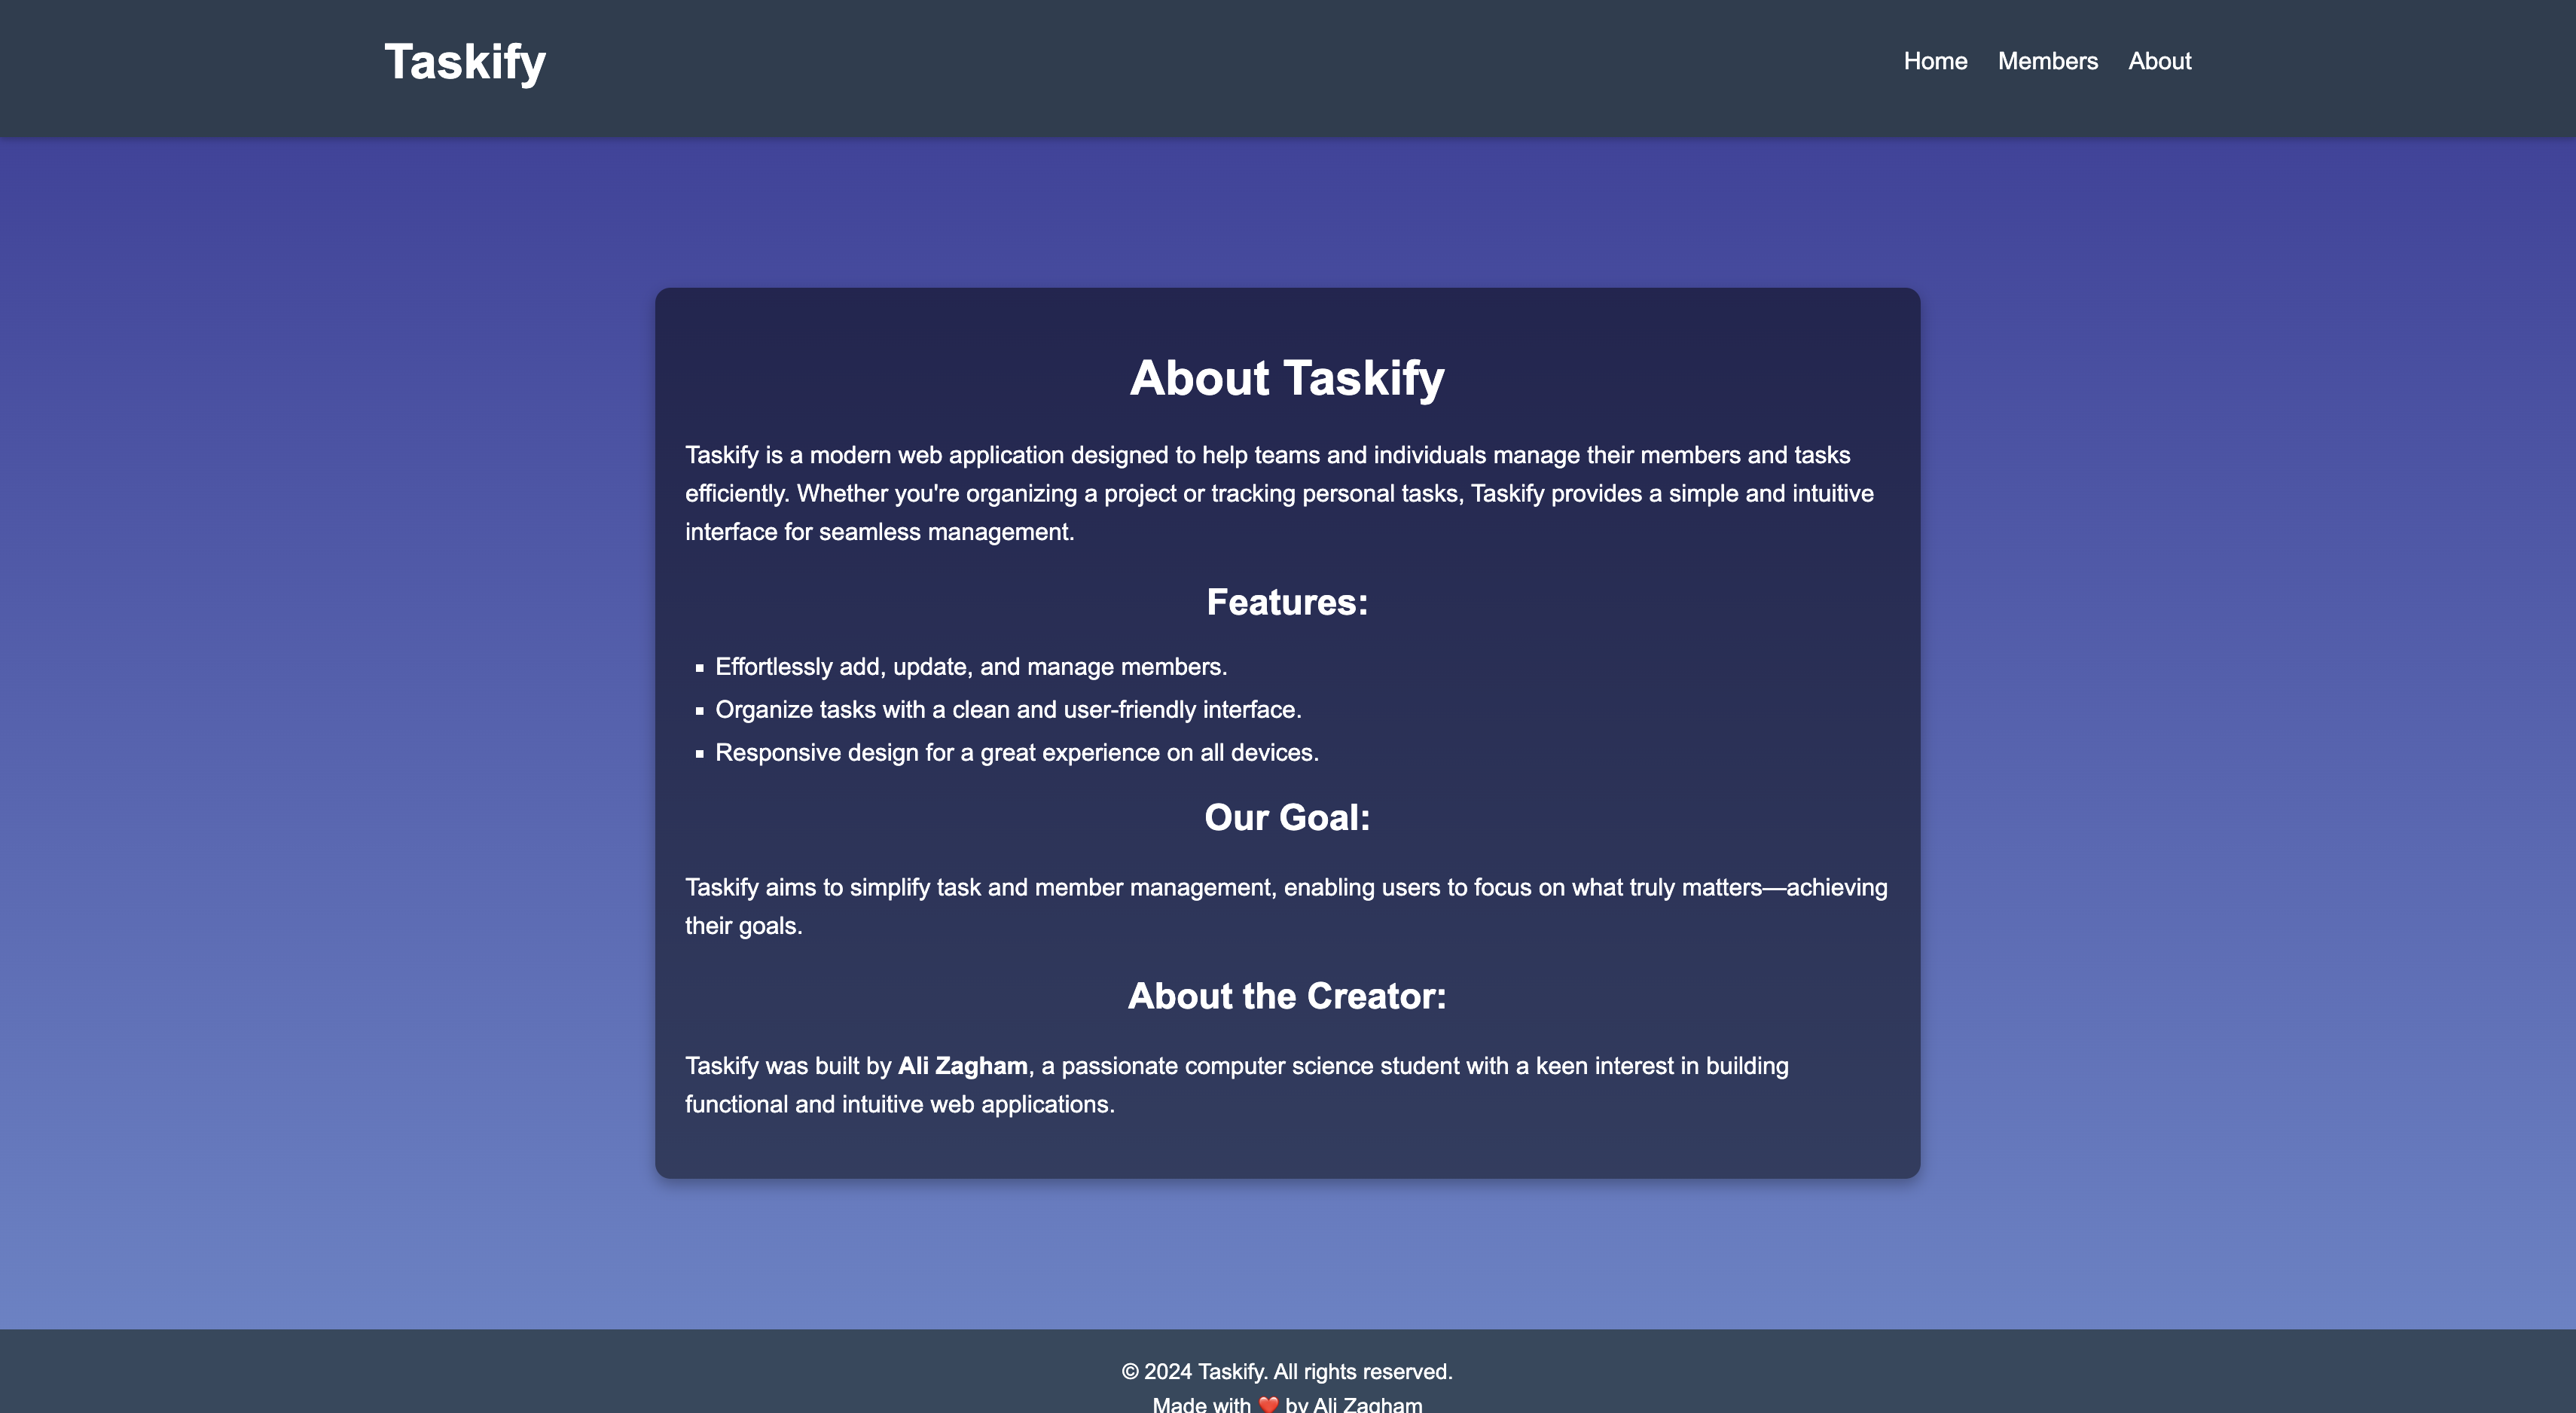 Taskify
Home Members About
About Taskify
Taskify is a modern web application designed to help teams and individuals manage their members and tasks
efficiently. Whether you're organizing a project or tracking personal tasks, Taskify provides a simple and intuitive
interface for seamless management.
Features:
▪ Effortlessly add, update, and manage members.
▪ Organize tasks with a clean and user-friendly interface.
▪ Responsive design for a great experience on all devices.
Our Goal:
Taskify aims to simplify task and member management, enabling users to focus on what truly matters—achieving
their goals.
About the Creator:
Taskify was built by Ali Zagham, a passionate computer science student with a keen interest in building
functional and intuitive web applications.
© 2024 Taskify. All rights reserved.
Made with ❤️ by Ali Zagham